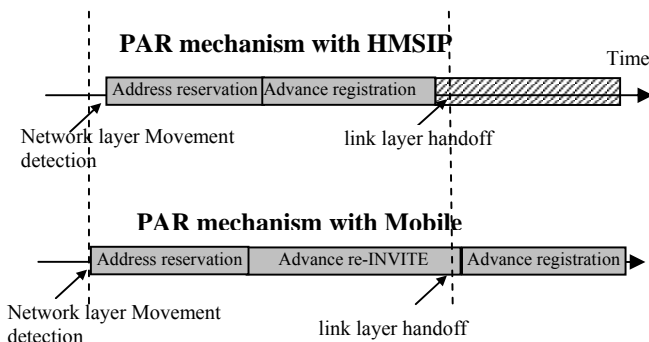 PAR mechanism with HMSIP
Time
Address reservation
Advance registration
Network layer Movement
detection
link layer handoff
PAR mechanism with Mobile
Address reservation
Advance re-INVITE
Advance registration
Network layer Movement
detection
link layer handoff